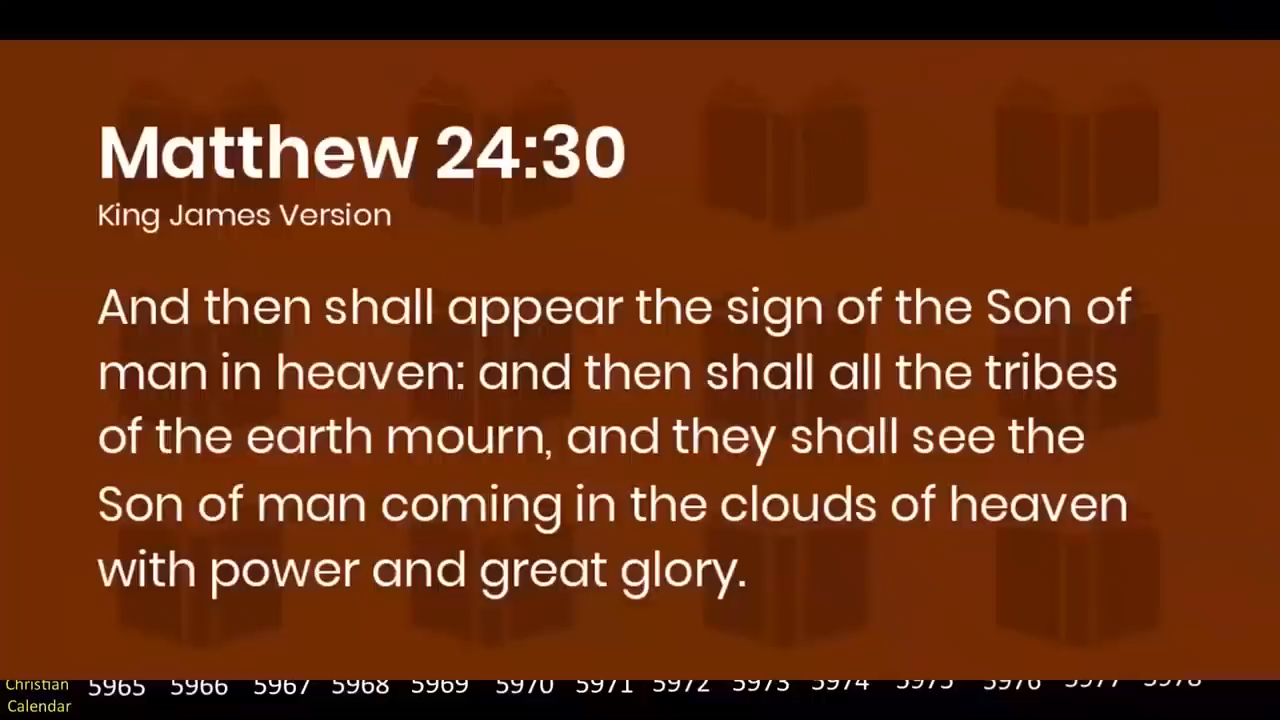 Matthew 24:30
King James Version
And then shall appear the sign of the Son of
man in heaven: and then shall all the tribes
of the earth mourn, and they shall see the
Son of man coming in the clouds of heaven
with power and great glory.
Christian 5965 5966 5967 5968 5969 5970 5971 5972 5973 5974 5975 5976 5977 5978
Calendar